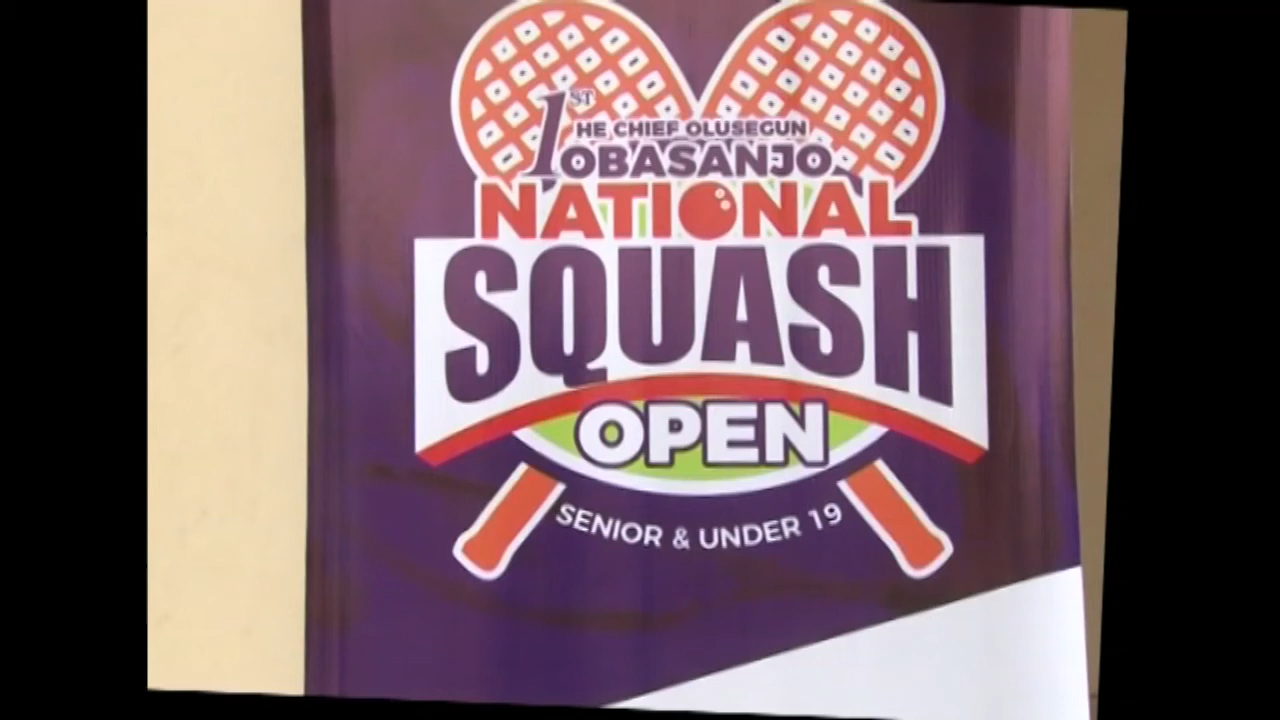 1ST
HE CHIEF OLUSEGUN
OBASANJO
NATIONAL
SQUASH
OPEN
SENIOR & UNDER 19